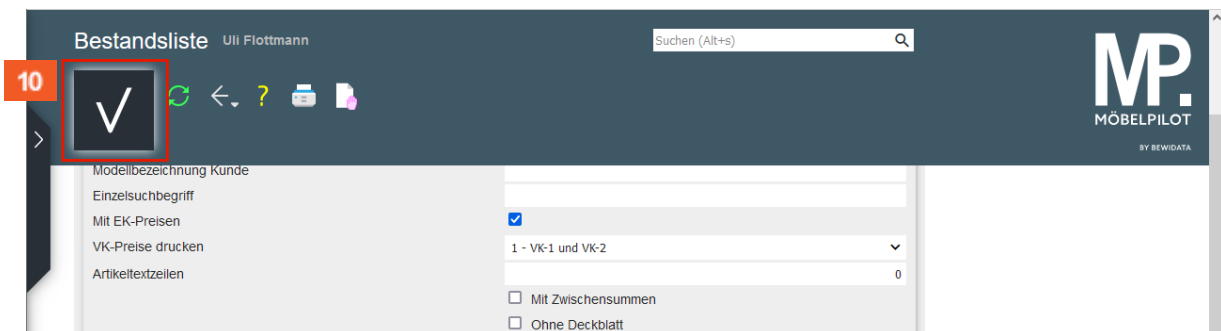 Bestandsliste Uli Flottmann
Suchen (Alt+s)
10
?
MP.
MÖBELPILOT
BY BEWIDATA
Modellbezeichnung Kunde
Einzelsuchbegriff
Mit EK-Preisen
VK-Preise drucken 1 - VK-1 und VK-2
Artikeltextzeilen 0
Mit Zwischensummen
Ohne Deckblatt